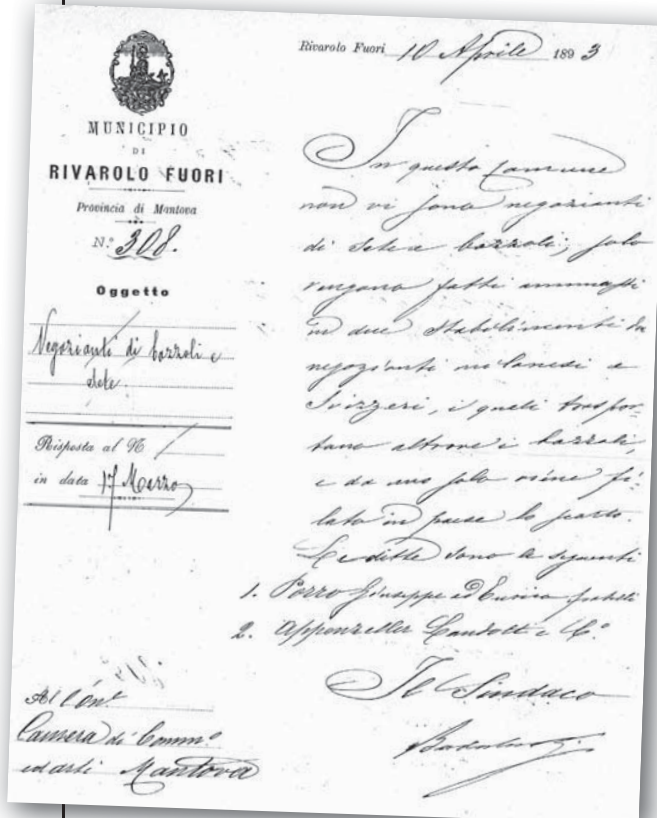 MUNICIPIO
DI
RIVAROLO FUORI
Provincia di Mantova
N.° 308.
Oggetto
Negozianti di bozzoli e
sete
Risposta al N
in data 17 Marzo
Rivarolo Fuori 10 Aprile 1893
In questo Comune
non vi sono negozianti
di sete e bozzoli, solo
vengono fatti ammassi
in due stabilimenti da
negozianti milanesi e
Svizzeri, i quali traspor-
tano altrove i bozzoli,
e da uno solo viene fi-
lato in paese lo scarto.
Le ditte sono le seguenti
1. Porro Giuseppe ed Enrico fratelli
2. Appenzeller Gandolt e C.°
Il Sindaco
All'On.
Camera di Comm.°
ed arti Mantova